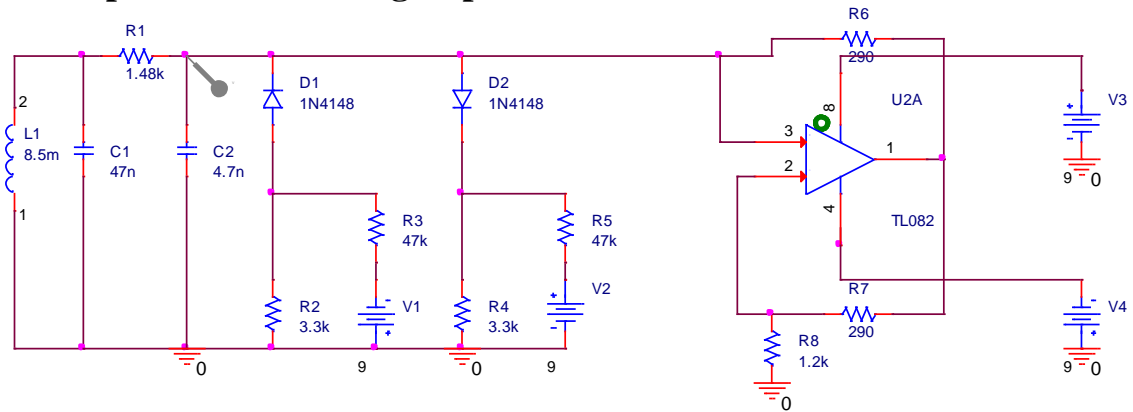 R1
1.48k
2
L1
8.5m
1
C1
47n
C2
4.7n
D1
1N4148
D2
1N4148
R3
47k
R2
3.3k
V1
9
0
R5
47k
R4
3.3k
V2
9
0
R6
290
8
U2A
3
2
1
4
TL082
V3
9 0
R7
290
R8
1.2k
0
V4
9 0